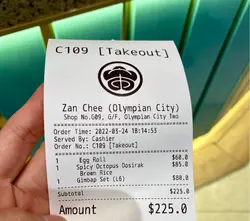 C109 [Takeout]
Zan Chee (Olympian City)
Shop No.G09, G/F, Olympian City Two
Order Time: 2022-03-24 18:14:53
Served By: Cashier
Order No.: C109 [Takeout]
1 Egg Roll $60.0
1 Spicy Octopus Dosirak $85.0
Brown Rice
1 Gimbap Set (L6) $80.0
Subtotal $225.0
Amount $225.0